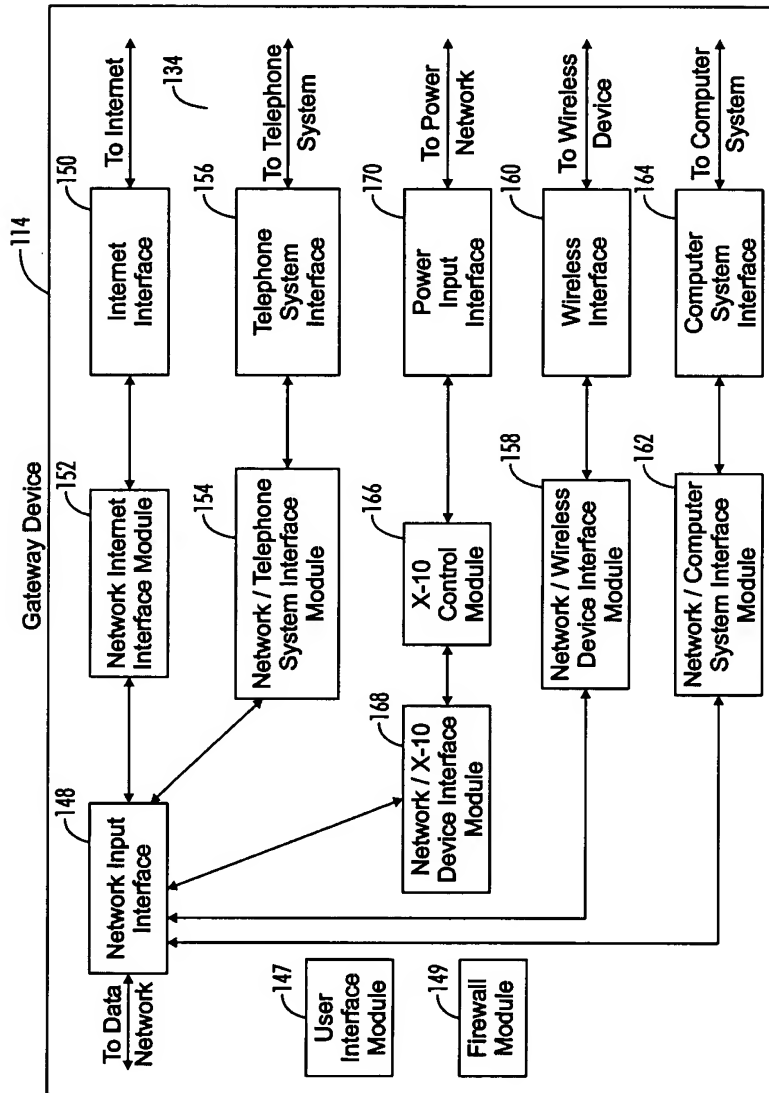 Gateway Device
114
To Data
Network
148
Network Input
Interface
152
Network Internet
Interface Module
150
Internet
Interface
To Internet
134
154
Network / Telephone
System Interface
Module
156
Telephone
System
Interface
To Telephone
System
147
User
Interface
Module
168
Network / X-10
Device Interface
Module
166
X-10
Control
Module
170
Power
Input
Interface
To Power
Network
158
Network / Wireless
Device Interface
Module
160
Wireless
Interface
To Wireless
Device
149
Firewall
Module
162
Network / Computer
System Interface
Module
164
Computer
System
Interface
To Computer
System